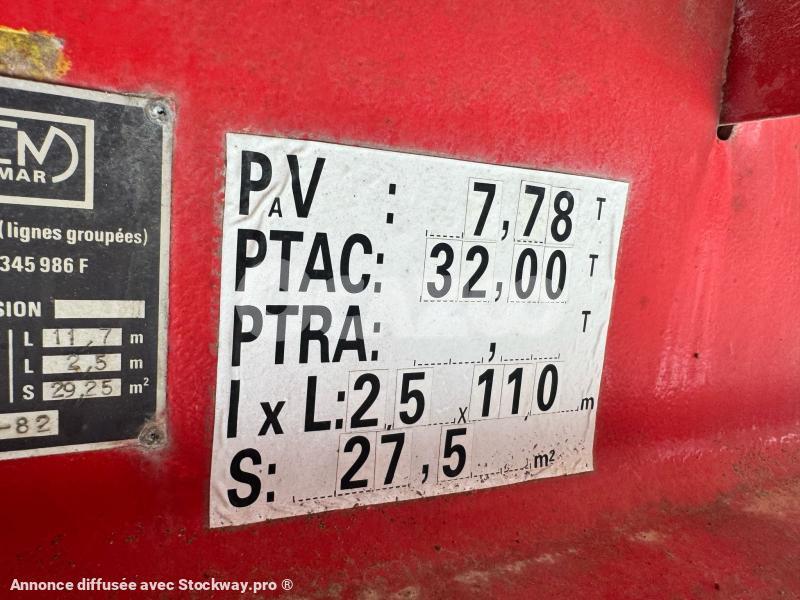 CM
MAR
(lignes groupées)
345 986 F
SION
L 11,7 m
L 2,5 m
S 29,25 m²
-82
PAV : 7,78 T
PTAC: 32,00 T
PTRA: , T
l x L: 2,5 x 11,0 m
S: 27,5 m²
Annonce diffusée avec Stockway.pro ®